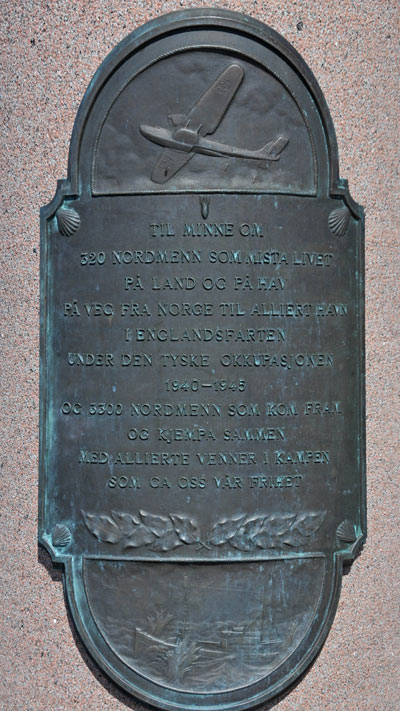 TIL MINNE OM
320 NORDMENN SOM MISTA LIVET
PÅ LAND OG PÅ HAV
PÅ VEG FRA NORGE TIL ALLIERT HAVN
I ENGLANDSFARTEN
UNDER DEN TYSKE OKKUPASJONEN
1940-1945
OG 3300 NORDMENN SOM KOM FRAM
OG KJEMPA SAMMEN
MED ALLIERTE VENNER I KAMPEN
SOM GA OSS VÅR FRIHET